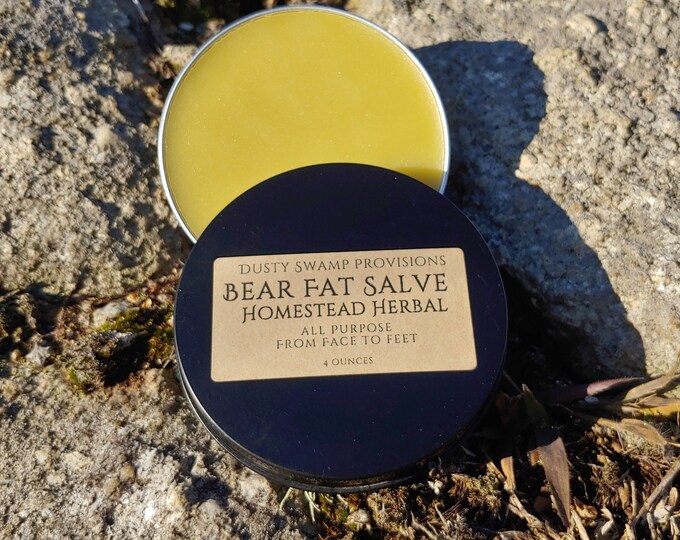 Dusty Swamp Provisions
Bear Fat Salve
Homestead Herbal
All Purpose
From Face to Feet
4 Ounces